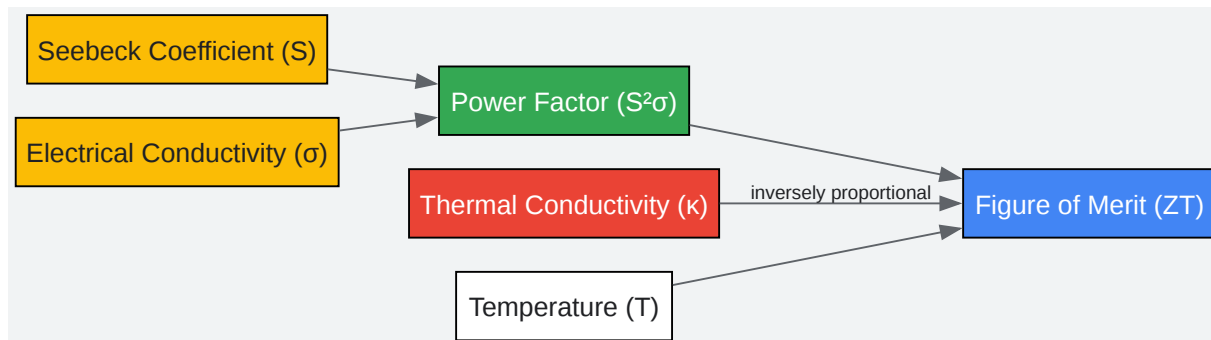 Seebeck Coefficient (S)
Electrical Conductivity (σ)
Power Factor (S²σ)
Thermal Conductivity (κ)
inversely proportional
Figure of Merit (ZT)
Temperature (T)